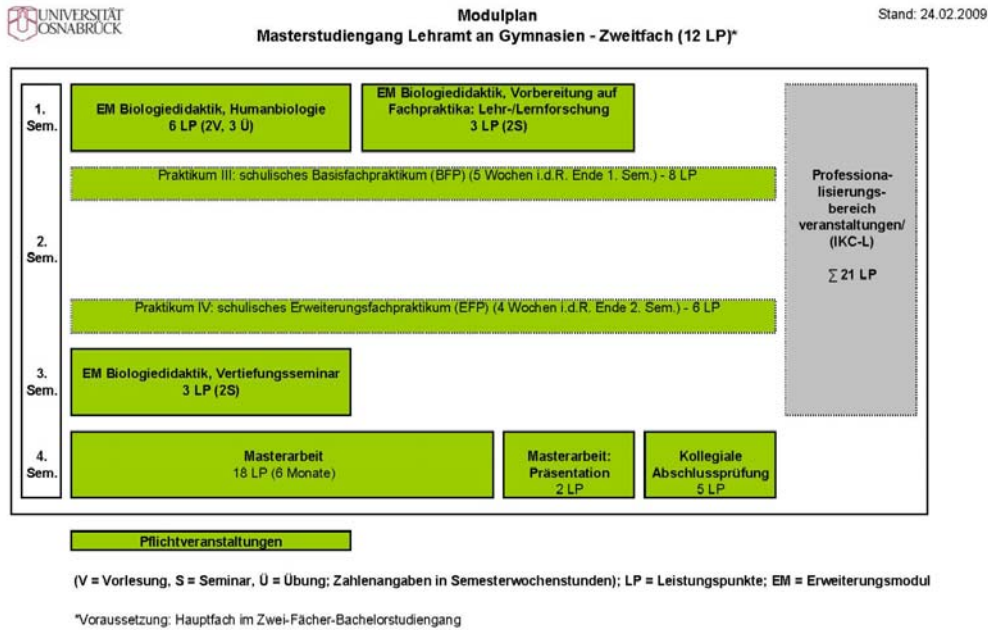 UNIVERSITÄT
OSNABRÜCK
Modulplan
Masterstudiengang Lehramt an Gymnasien - Zweitfach (12 LP)*
Stand: 24.02.2009
1.
Sem.
EM Biologiedidaktik, Humanbiologie
6 LP (2V, 3 Ü)
EM Biologiedidaktik, Vorbereitung auf
Fachpraktika: Lehr-/Lernforschung
3 LP (2S)
Praktikum III: schulisches Basisfachpraktikum (BFP) (5 Wochen i.d.R. Ende 1. Sem.) - 8 LP
Professiona-
lisierungs-
bereich
veranstaltungen/
(IKC-L)
∑ 21 LP
2.
Sem.
Praktikum IV: schulisches Erweiterungsfachpraktikum (EFP) (4 Wochen i.d.R. Ende 2. Sem.) - 6 LP
3.
Sem.
EM Biologiedidaktik, Vertiefungsseminar
3 LP (2S)
4.
Sem.
Masterarbeit
18 LP (6 Monate)
Masterarbeit:
Präsentation
2 LP
Kollegiale
Abschlussprüfung
5 LP
Pflichtveranstaltungen
(V = Vorlesung, S = Seminar, Ü = Übung; Zahlenangaben in Semesterwochenstunden); LP = Leistungspunkte; EM = Erweiterungsmodul
*Voraussetzung: Hauptfach im Zwei-Fächer-Bachelorstudiengang